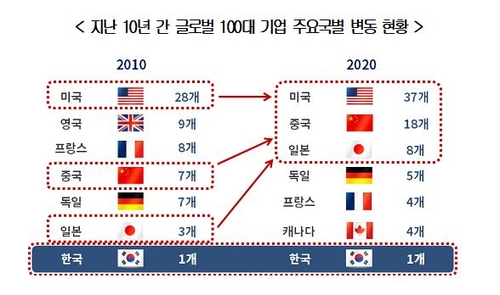 < 지난 10년 간 글로벌 100대 기업 주요국별 변동 현황 >
2010 2020
미국 28개 미국 37개
영국 9개 중국 18개
프랑스 8개 일본 8개
중국 7개 독일 5개
독일 7개 프랑스 4개
일본 3개 캐나다 4개
한국 1개 한국 1개